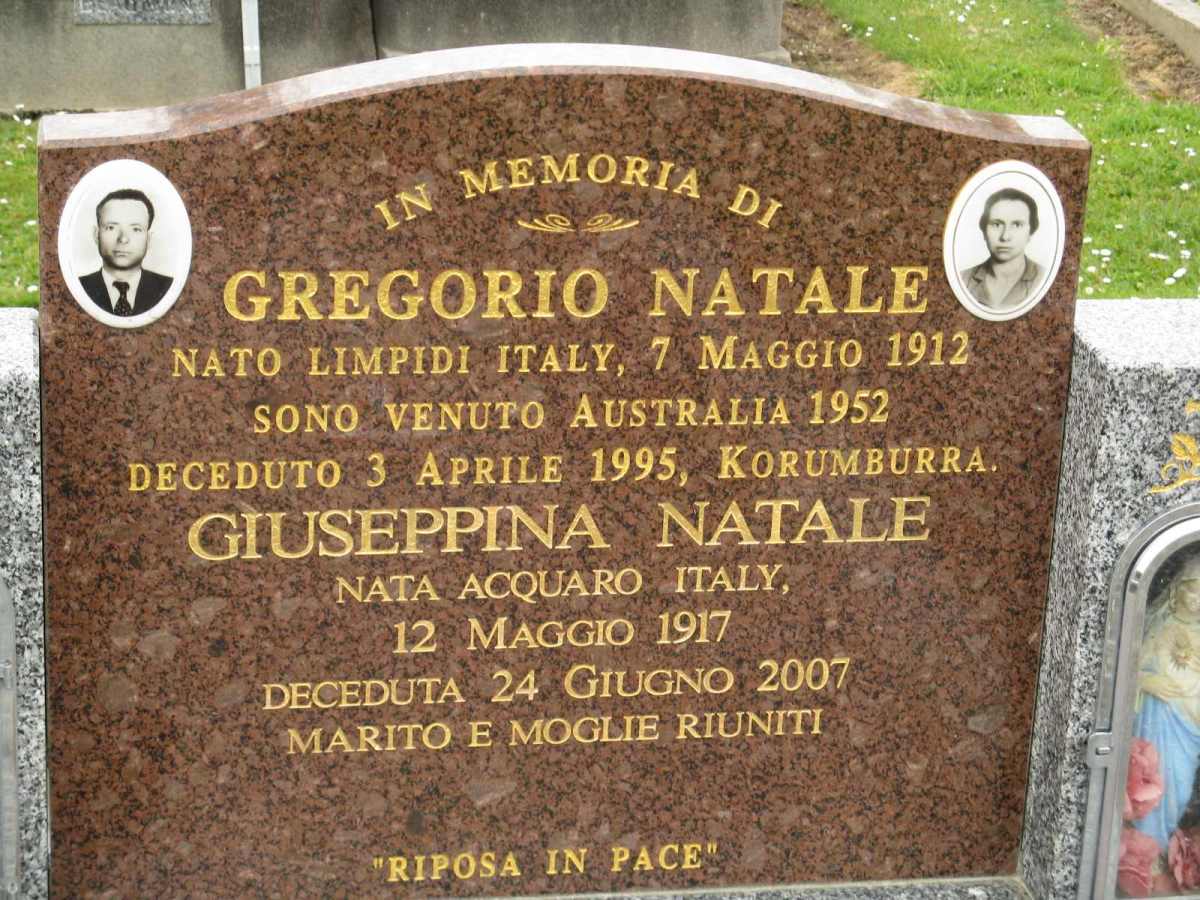 IN MEMORIA DI
GREGORIO NATALE
NATO LIMPIDI ITALY, 7 MAGGIO 1912
SONO VENUTO AUSTRALIA 1952
DECEDUTO 3 APRILE 1995, KORUMBURRA.
GIUSEPPINA NATALE
NATA ACQUARO ITALY,
12 MAGGIO 1917
DECEDUTA 24 GIUGNO 2007
MARITO E MOGLIE RIUNITI
"RIPOSA IN PACE"